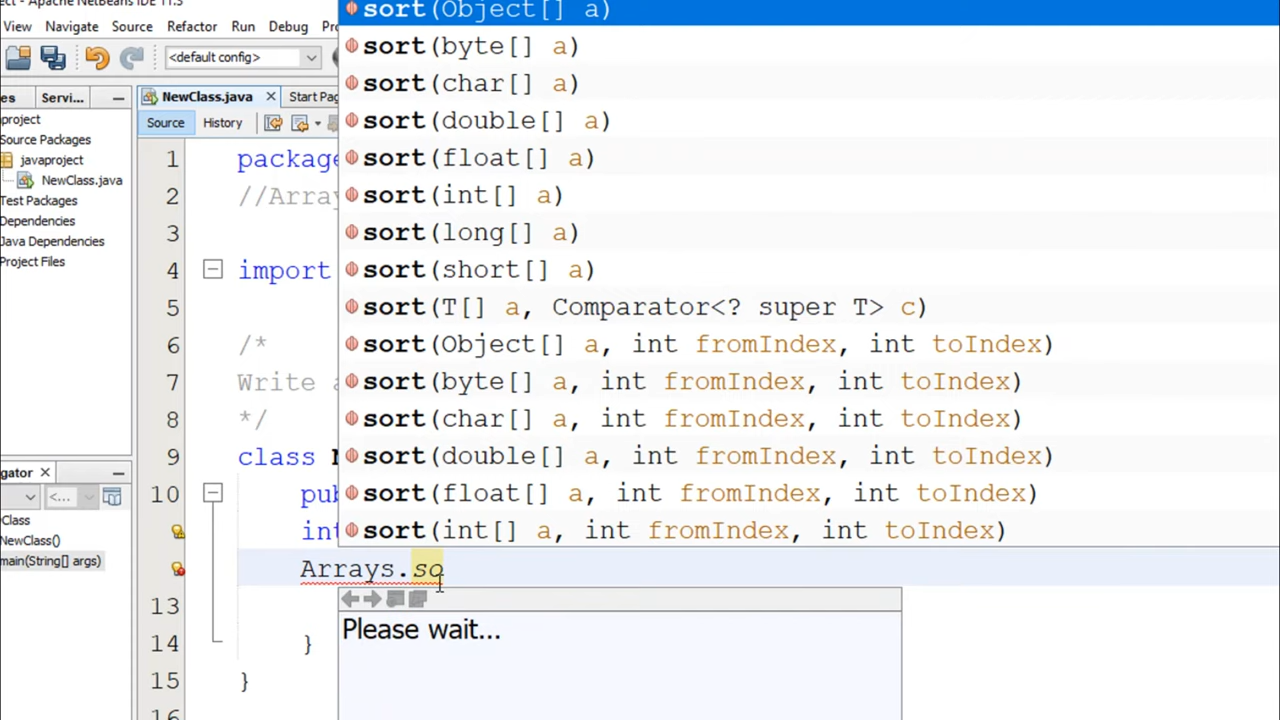 ect - Apache NetBeans IDE 11.3
View Navigate Source Refactor Run Debug
<default config>
Servi...
NewClass.java
Start Pag
Source History
project
Source Packages
javaproject
NewClass.java
Test Packages
Dependencies
Java Dependencies
Project Files
gator
<...
Class
NewClass()
main(String[] args)
1 package
2 //Array
3
4 import
5
6 /*
7 Write a
8 */
9 class N
10 pub
int
Arrays.so
13
14 }
15 }
16
sort(Object[] a)
sort(byte[] a)
sort(char[] a)
sort(double[] a)
sort(float[] a)
sort(int[] a)
sort(long[] a)
sort(short[] a)
sort(T[] a, Comparator<? super T> c)
sort(Object[] a, int fromIndex, int toIndex)
sort(byte[] a, int fromIndex, int toIndex)
sort(char[] a, int fromIndex, int toIndex)
sort(double[] a, int fromIndex, int toIndex)
sort(float[] a, int fromIndex, int toIndex)
sort(int[] a, int fromIndex, int toIndex)
Please wait...